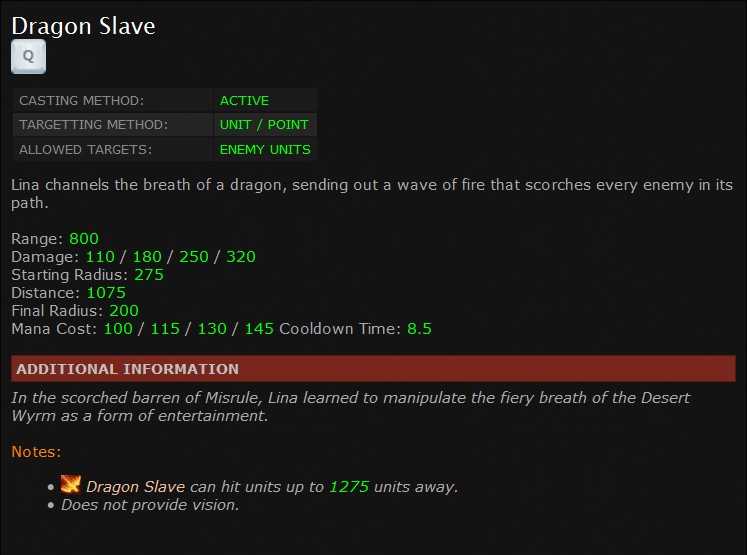 Dragon Slave
Q
CASTING METHOD: ACTIVE
TARGETTING METHOD: UNIT / POINT
ALLOWED TARGETS: ENEMY UNITS
Lina channels the breath of a dragon, sending out a wave of fire that scorches every enemy in its
path.
Range: 800
Damage: 110 / 180 / 250 / 320
Starting Radius: 275
Distance: 1075
Final Radius: 200
Mana Cost: 100 / 115 / 130 / 145 Cooldown Time: 8.5
ADDITIONAL INFORMATION
In the scorched barren of Misrule, Lina learned to manipulate the fiery breath of the Desert
Wyrm as a form of entertainment.
Notes:
• Dragon Slave can hit units up to 1275 units away.
• Does not provide vision.